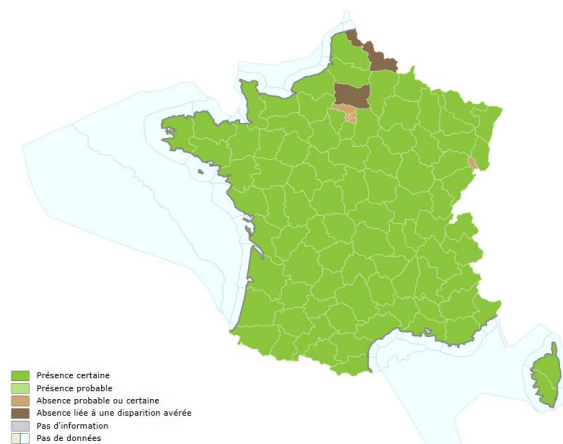 Présence certaine
Présence probable
Absence probable ou certaine
Absence liée à une disparition avérée
Pas d'information
Pas de données